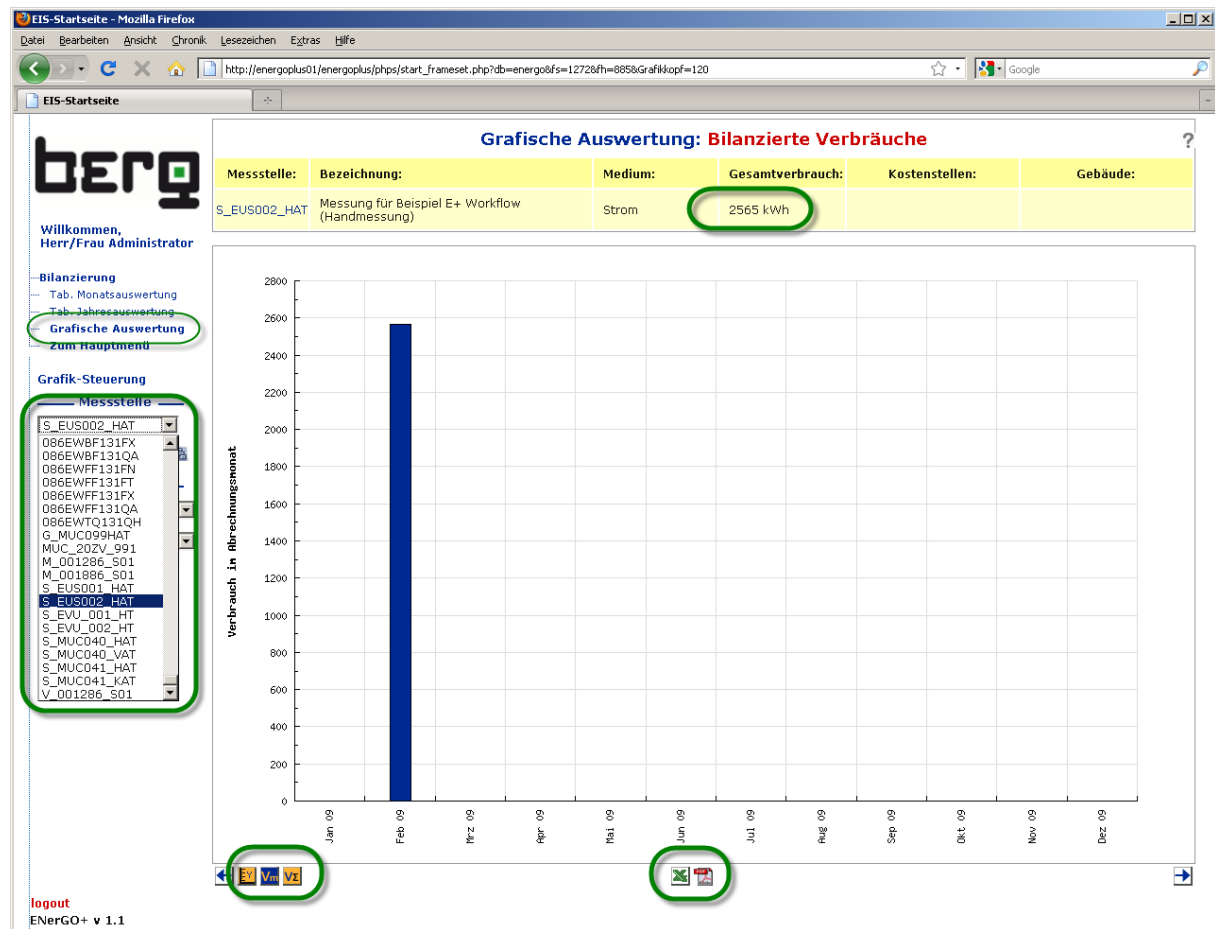 EIS-Startseite - Mozilla Firefox
Datei Bearbeiten Ansicht Chronik Lesezeichen Extras Hilfe
http://energoplus01/energoplus/phps/start_frameset.php?db=energo&fs=1272&fh=885&Grafikkopf=120
Google
EIS-Startseite
berg
Willkommen,
Herr/Frau Administrator
Bilanzierung
Tab. Monatsauswertung
Tab. Jahresauswertung
Grafische Auswertung
Zum Hauptmenü
Grafik-Steuerung
Messstelle
S_EUS002_HAT
086EWBF131FX
086EWBF131QA
086EWFF131FN
086EWFF131FT
086EWFF131FX
086EWFF131QA
086EWTQ131QH
G_MUC099HAT
MUC_20ZV_991
M_001286_S01
M_001886_S01
S_EUS001_HAT
S_EUS002_HAT
S_EVU_001_HT
S_EVU_002_HT
S_MUC040_HAT
S_MUC040_VAT
S_MUC041_HAT
S_MUC041_KAT
V_001286_S01
logout
ENerGO+ v 1.1
Grafische Auswertung: Bilanzierte Verbräuche
?
Messstelle: Bezeichnung: Medium: Gesamtverbrauch: Kostenstellen: Gebäude:
S_EUS002_HAT Messung für Beispiel E+ Workflow Strom 2565 kWh
(Handmessung)
Verbrauch im Abrechnungsmonat
2800
2600
2400
2200
2000
1800
1600
1400
1200
1000
800
600
400
200
0
Jan 09 Feb 09 Mrz 09 Apr 09 Mai 09 Jun 09 Jul 09 Aug 09 Sep 09 Okt 09 Nov 09 Dez 09
EY Vm VΣ